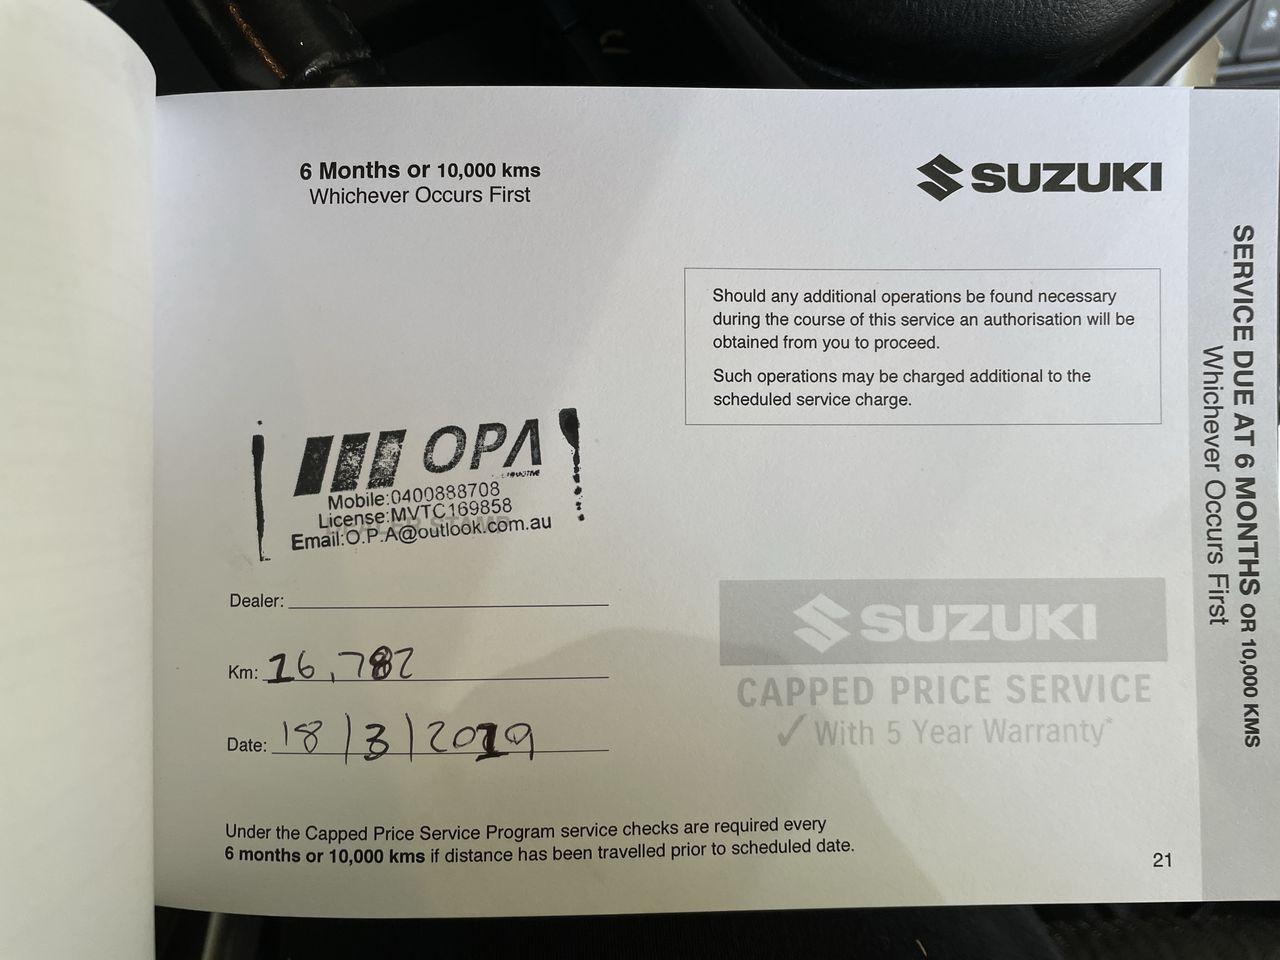 6 Months or 10,000 kms
Whichever Occurs First
SUZUKI
Should any additional operations be found necessary
during the course of this service an authorisation will be
obtained from you to proceed.
Such operations may be charged additional to the
scheduled service charge.
OPA
Mobile:0400888708
License:MVTC169858
Email:O.P.A@outlook.com.au
Dealer:
Km: 16,782
Date: 18/3/2019
SUZUKI
CAPPED PRICE SERVICE
✓ With 5 Year Warranty*
Under the Capped Price Service Program service checks are required every
6 months or 10,000 kms if distance has been travelled prior to scheduled date.
21
SERVICE DUE AT 6 MONTHS OR 10,000 KMS
Whichever Occurs First